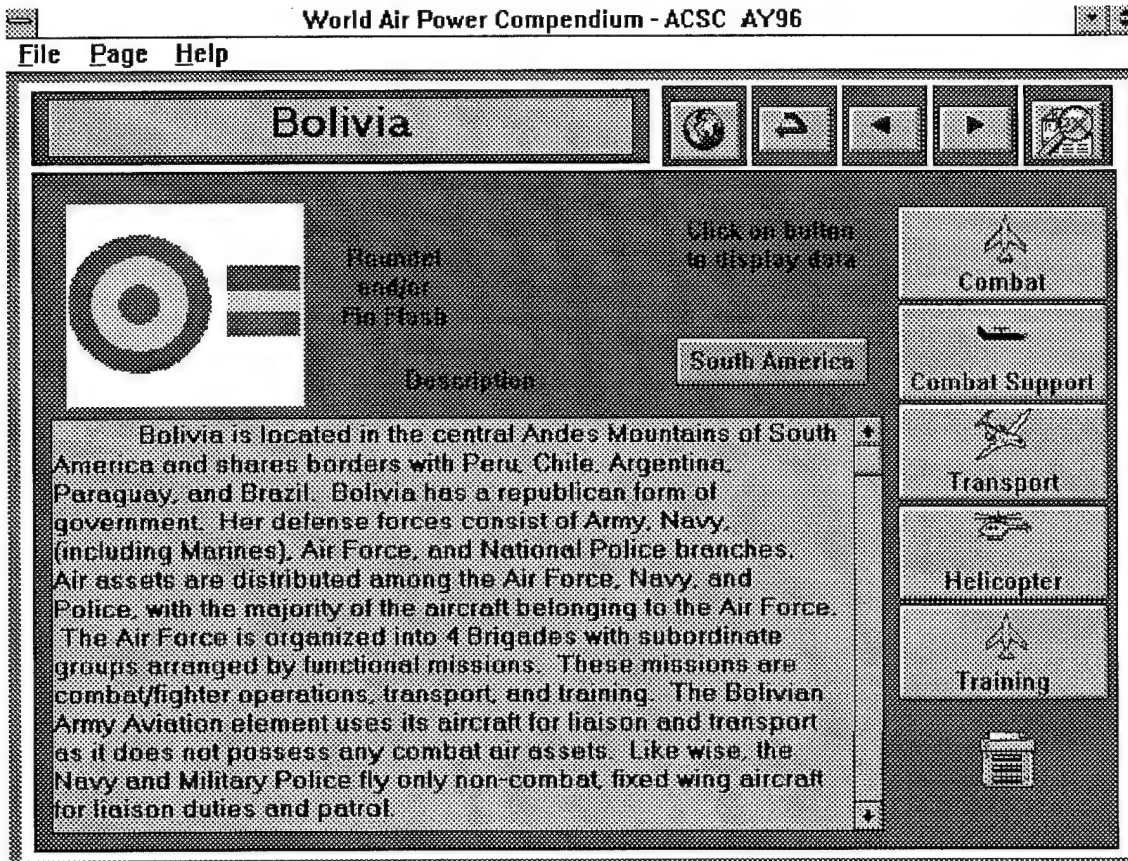 World Air Power Compendium - ACSC AY96
File Page Help
Bolivia
Roundel
and/or
Fin Flash
Click on button
to display data
South America
Description
Combat
Combat Support
Transport
Helicopter
Training
Bolivia is located in the central Andes Mountains of South
America and shares borders with Peru, Chile, Argentina,
Paraguay, and Brazil. Bolivia has a republican form of
government. Her defense forces consist of Army, Navy,
(including Marines), Air Force, and National Police branches.
Air assets are distributed among the Air Force, Navy, and
Police, with the majority of the aircraft belonging to the Air Force.
The Air Force is organized into 4 Brigades with subordinate
groups arranged by functional missions. These missions are
combat/fighter operations, transport, and training. The Bolivian
Army Aviation element uses its aircraft for liaison and transport
as it does not possess any combat air assets. Like wise, the
Navy and Military Police fly only non-combat, fixed wing aircraft
for liaison duties and patrol.